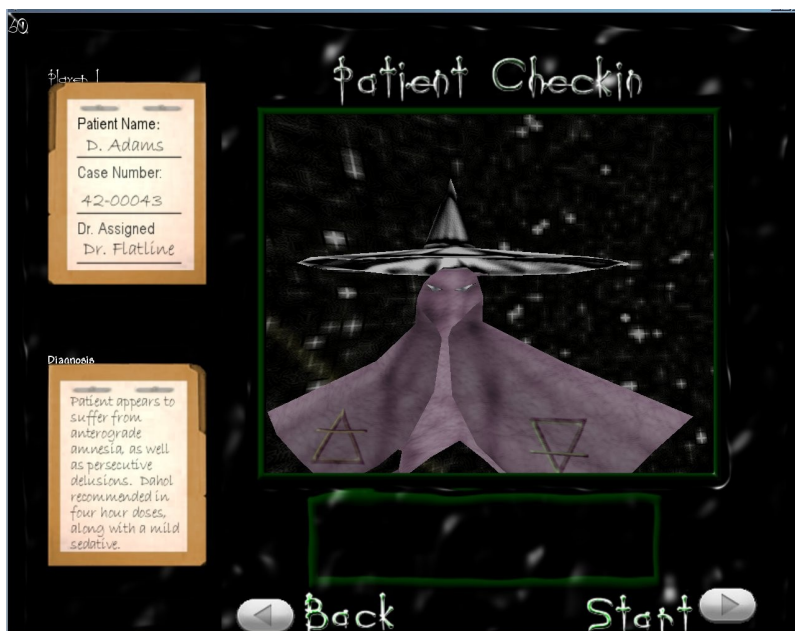 60
Player 1
Patient Checkin
Patient Name:
D. Adams
Case Number:
42-00043
Dr. Assigned
Dr. Flatline
Diagnosis
Patient appears to
suffer from
anterograde
amnesia, as well
as persecutive
delusions. Dahol
recommended in
four hour doses,
along with a mild
sedative.
Back
Start